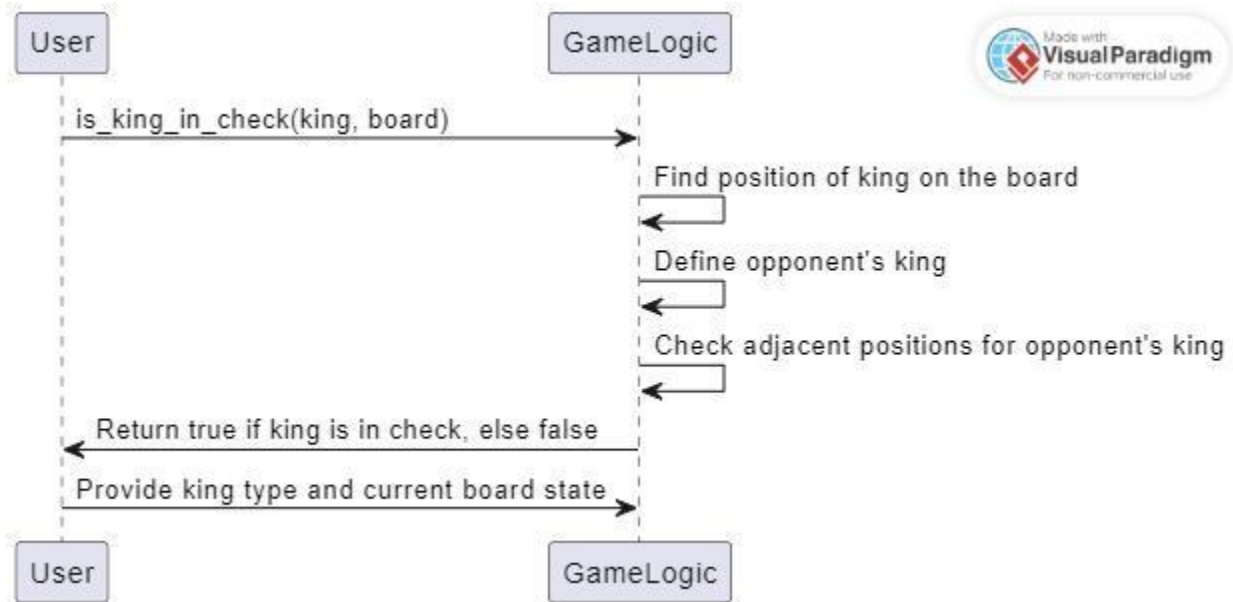 User
GameLogic
Made with
Visual Paradigm
For non-commercial use
is_king_in_check(king, board)
Find position of king on the board
Define opponent's king
Check adjacent positions for opponent's king
Return true if king is in check, else false
Provide king type and current board state
User
GameLogic